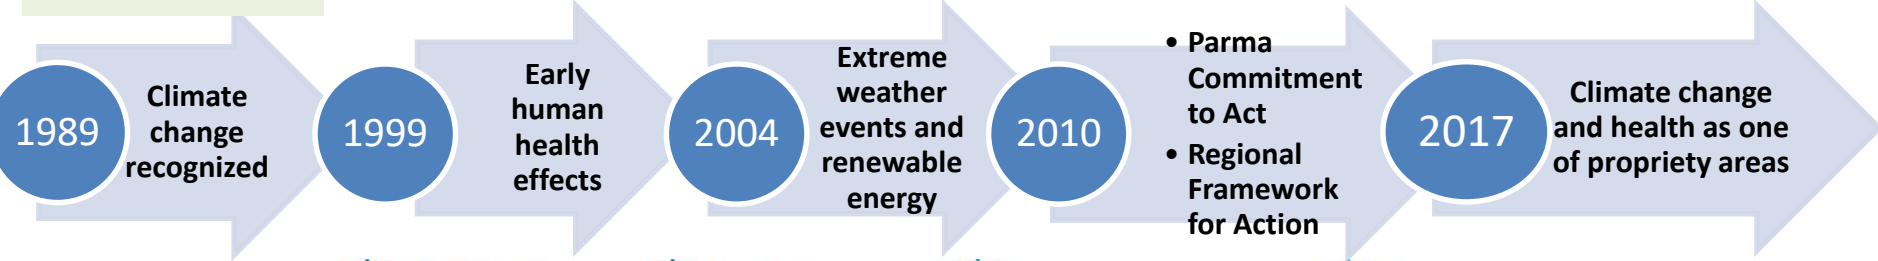 1989
Climate
change
recognized
1999
Early
human
health
effects
2004
Extreme
weather
events and
renewable
energy
2010
• Parma
Commitment
to Act
• Regional
Framework
for Action
2017
Climate change
and health as one
of propriety areas